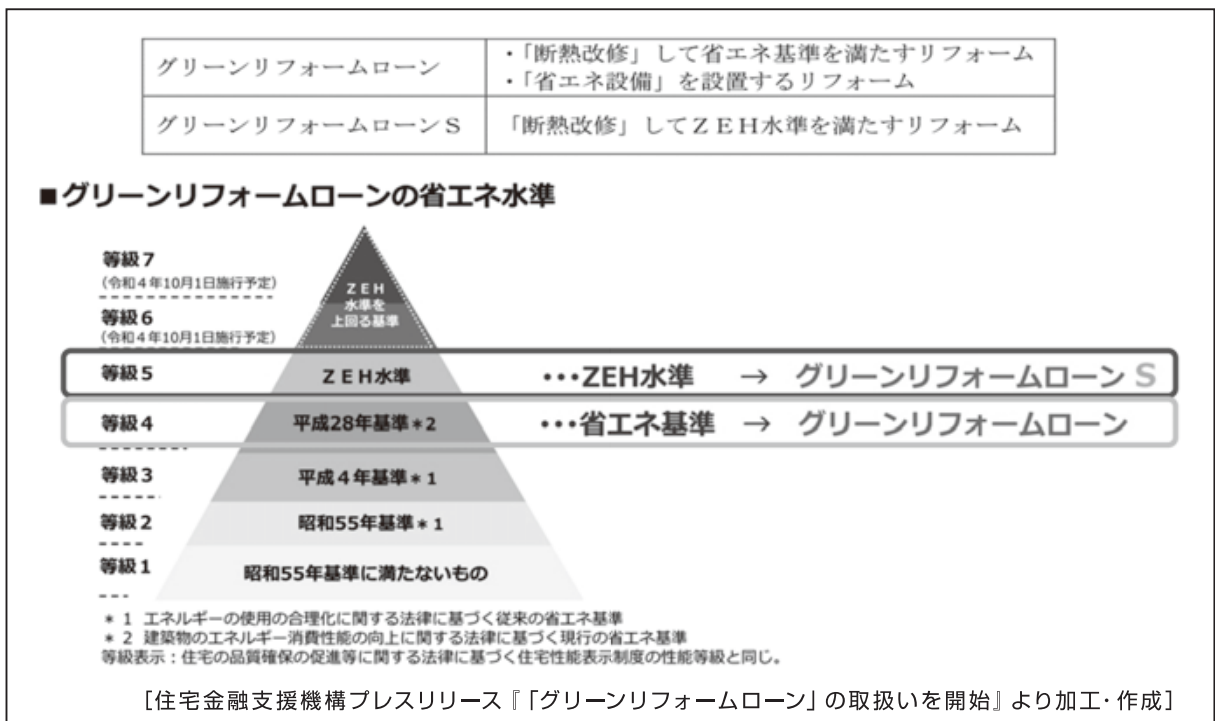 グリーンリフォームローン
・「断熱改修」して省エネ基準を満たすリフォーム
・「省エネ設備」を設置するリフォーム
グリーンリフォームローンS
「断熱改修」してZEH水準を満たすリフォーム
■グリーンリフォームローンの省エネ水準
等級7
(令和4年10月1日施行予定)
ZEH
水準を
上回る基準
等級6
(令和4年10月1日施行予定)
等級5 ZEH水準 ･･･ZEH水準 → グリーンリフォームローン S
等級4 平成28年基準*2 ･･･省エネ基準 → グリーンリフォームローン
等級3 平成4年基準*1
等級2 昭和55年基準*1
等級1 昭和55年基準に満たないもの
*1 エネルギーの使用の合理化に関する法律に基づく従来の省エネ基準
*2 建築物のエネルギー消費性能の向上に関する法律に基づく現行の省エネ基準
等級表示：住宅の品質確保の促進等に関する法律に基づく住宅性能表示制度の性能等級と同じ。
[住宅金融支援機構プレスリリース『「グリーンリフォームローン」の取扱いを開始』より加工・作成]